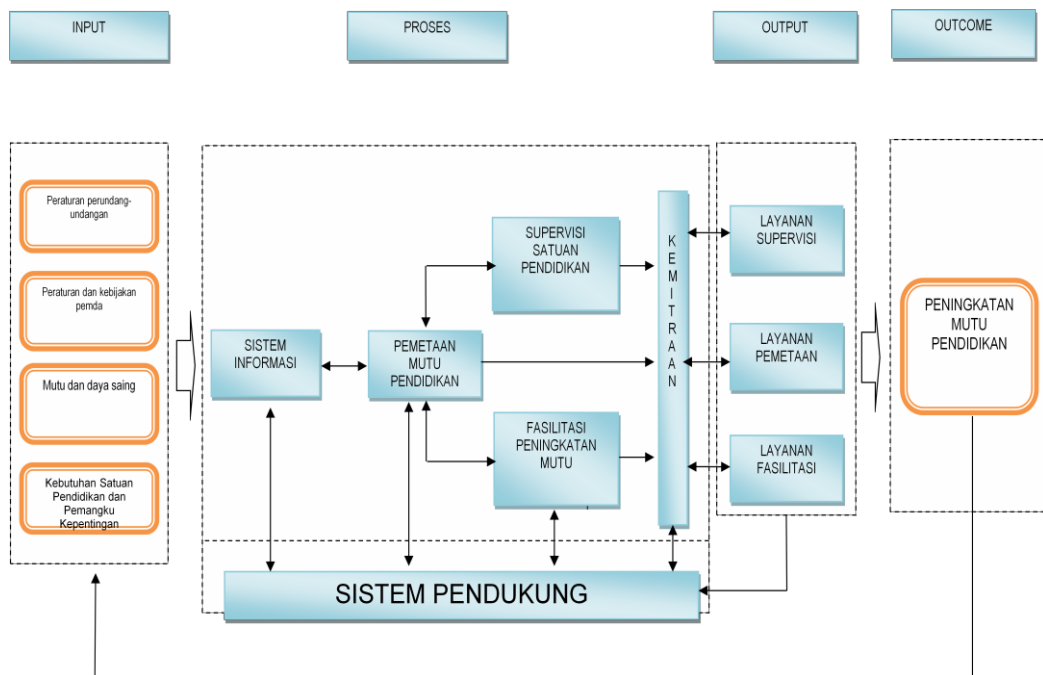 INPUT
PROSES
OUTPUT
OUTCOME
Peraturan perundang-
undangan
Peraturan dan kebijakan
pemda
Mutu dan daya saing
Kebutuhan Satuan
Pendidikan dan
Pemangku
Kepentingan
SISTEM
INFORMASI
PEMETAAN
MUTU
PENDIDIKAN
SUPERVISI
SATUAN
PENDIDIKAN
FASILITASI
PENINGKATAN
MUTU
KEMITRAAN
LAYANAN
SUPERVISI
LAYANAN
PEMETAAN
LAYANAN
FASILITASI
PENINGKATAN
MUTU
PENDIDIKAN
SISTEM PENDUKUNG